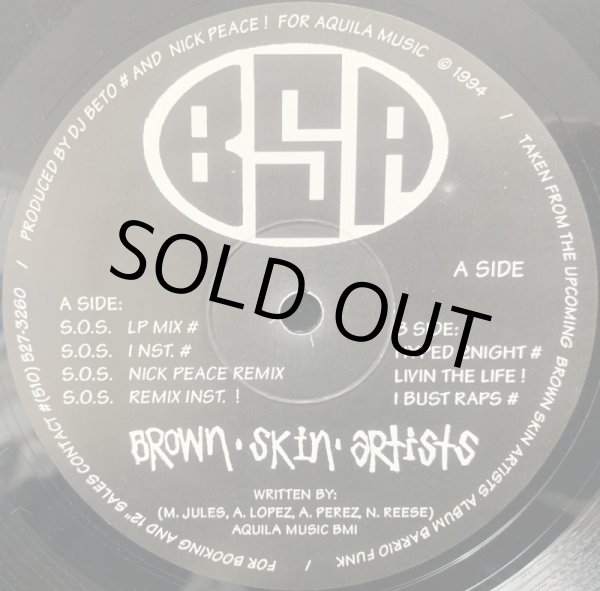 PRODUCED BY DJ BETO # AND NICK PEACE ! FOR AQUILA MUSIC © 1994 / TAKEN FROM THE UPCOMING BROWN SKIN ARTISTS ALBUM BARRIO FUNK / FOR BOOKING AND 12" SALES CONTACT #(510) 527-3260 /
BSA
A SIDE
SOLD OUT
A SIDE:
S.O.S. LP MIX #
S.O.S. INST. #
S.O.S. NICK PEACE REMIX
S.O.S. REMIX INST. !
SIDE:
2NIGHT #
LIVIN THE LIFE !
I BUST RAPS #
BROWN · SKIN · ARTISTS
WRITTEN BY:
(M. JULES, A. LOPEZ, A. PEREZ, N. REESE)
AQUILA MUSIC BMI